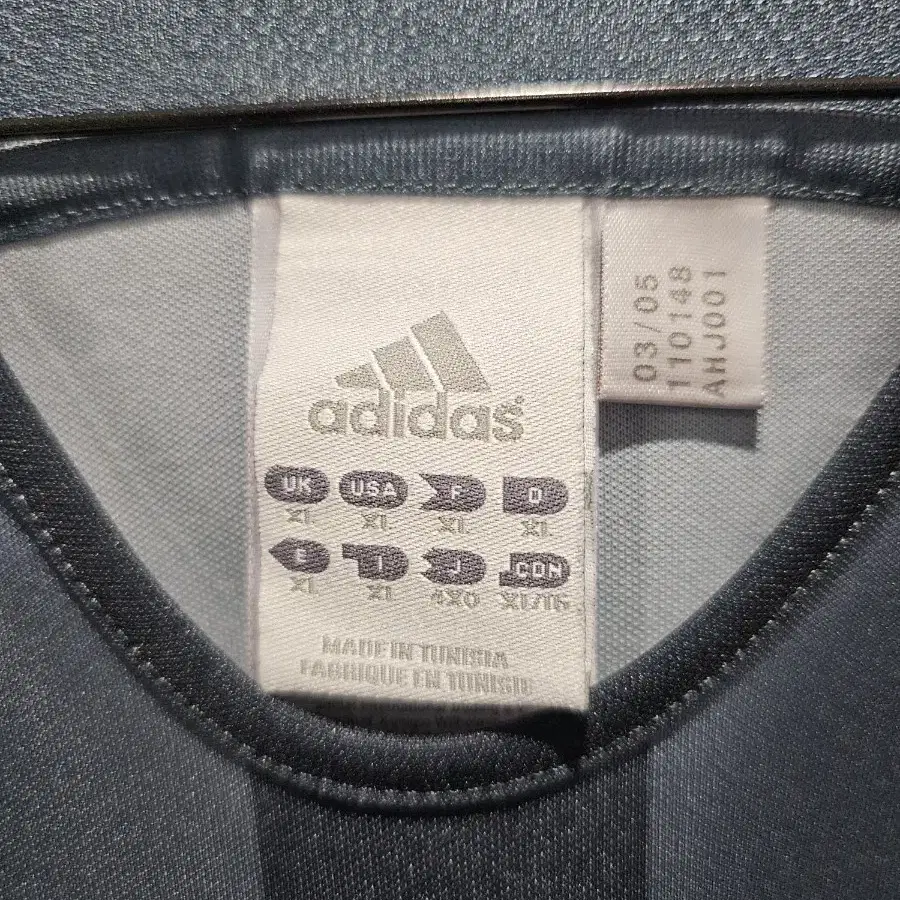 adidas
UK USA F D
XL XL XL XL
E I J .COM
XL XL 4XO XL/16
MADE IN TUNISIA
FABRIQUE EN TUNISIE
03/05
110148
AHJ001